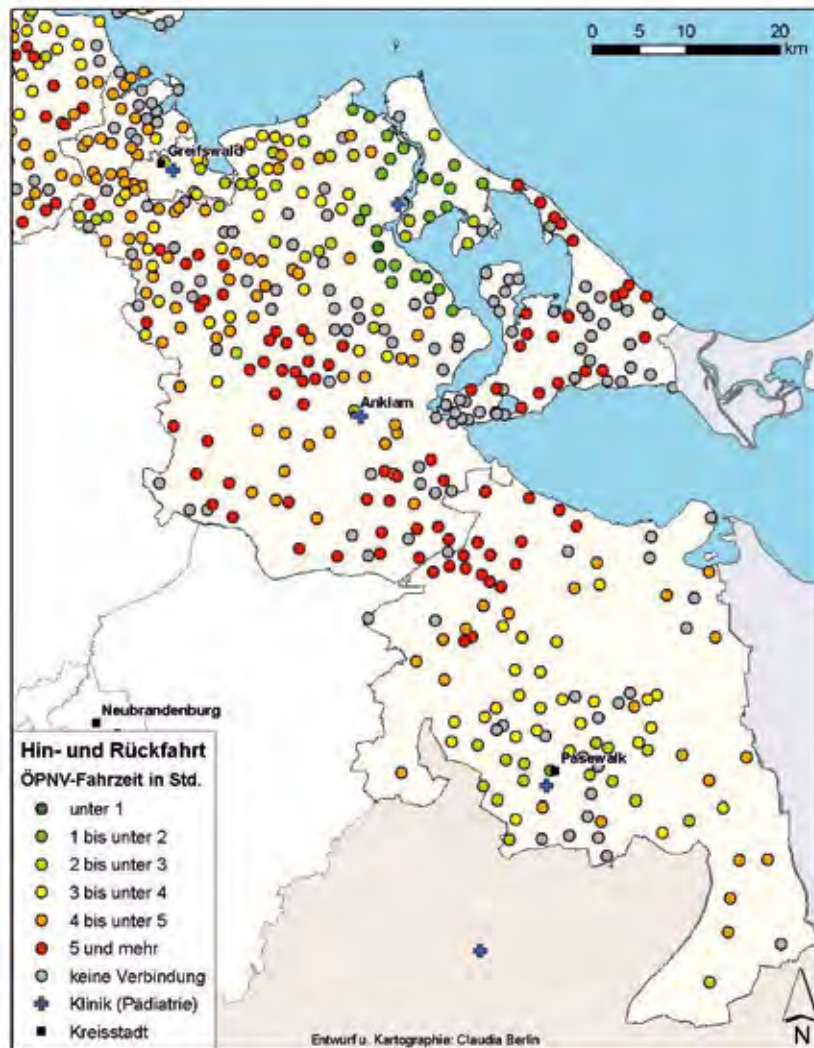 0 5 10 20
km
Greifswald
Anklam
Neubrandenburg
Pasewalk
Hin- und Rückfahrt
ÖPNV-Fahrzeit in Std.
unter 1
1 bis unter 2
2 bis unter 3
3 bis unter 4
4 bis unter 5
5 und mehr
keine Verbindung
Klinik (Pädiatrie)
Kreisstadt
Entwurf u. Kartographie: Claudia Berlin
N